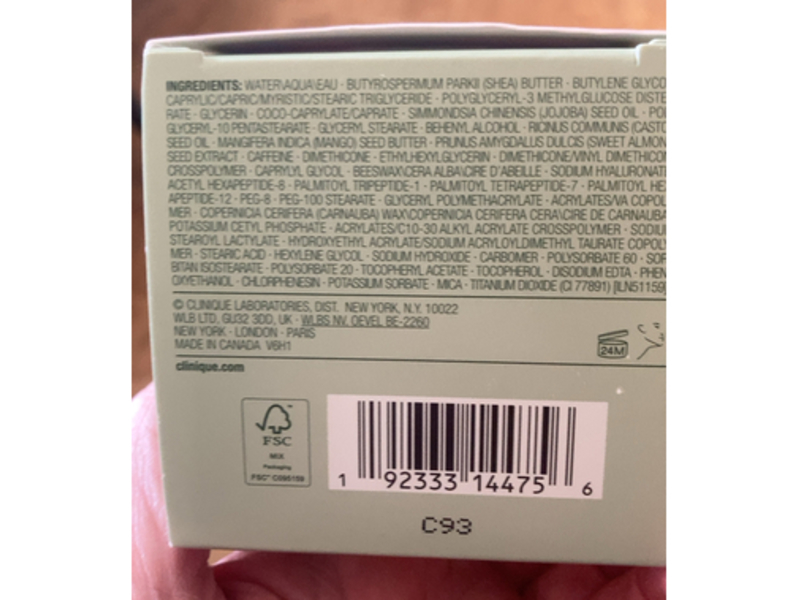 INGREDIENTS: WATER\AQUA\EAU · BUTYROSPERMUM PARKII (SHEA) BUTTER · BUTYLENE GLYCO
CAPRYLIC/CAPRIC/MYRISTIC/STEARIC TRIGLYCERIDE · POLYGLYCERYL-3 METHYLGLUCOSE DISTE
RATE · GLYCERIN · COCO-CAPRYLATE/CAPRATE · SIMMONDSIA CHINENSIS (JOJOBA) SEED OIL · POL
GLYCERYL-10 PENTASTEARATE · GLYCERYL STEARATE · BEHENYL ALCOHOL · RICINUS COMMUNIS (CASTO
SEED OIL · MANGIFERA INDICA (MANGO) SEED BUTTER · PRUNUS AMYGDALUS DULCIS (SWEET ALMON
SEED EXTRACT · CAFFEINE · DIMETHICONE · ETHYLHEXYLGLYCERIN · DIMETHICONE/VINYL DIMETHICON
CROSSPOLYMER · CAPRYLYL GLYCOL · BEESWAX\CERA ALBA\CIRE D'ABEILLE · SODIUM HYALURONAT
ACETYL HEXAPEPTIDE-8 · PALMITOYL TRIPEPTIDE-1 · PALMITOYL TETRAPEPTIDE-7 · PALMITOYL HE
APEPTIDE-12 · PEG-8 · PEG-100 STEARATE · GLYCERYL POLYMETHACRYLATE · ACRYLATES/VA COPOL
MER · COPERNICIA CERIFERA (CARNAUBA) WAX\COPERNICIA CERIFERA CERA\CIRE DE CARNAUBA
POTASSIUM CETYL PHOSPHATE · ACRYLATES/C10-30 ALKYL ACRYLATE CROSSPOLYMER · SODIU
STEAROYL LACTYLATE · HYDROXYETHYL ACRYLATE/SODIUM ACRYLOYLDIMETHYL TAURATE COPOLY
MER · STEARIC ACID · HEXYLENE GLYCOL · SODIUM HYDROXIDE · CARBOMER · POLYSORBATE 60 · SOR
BITAN ISOSTEARATE · POLYSORBATE 20 · TOCOPHERYL ACETATE · TOCOPHEROL · DISODIUM EDTA · PHEN
OXYETHANOL · CHLORPHENESIN · POTASSIUM SORBATE · MICA · TITANIUM DIOXIDE (CI 77891) [ILN51159]
© CLINIQUE LABORATORIES, DIST. NEW YORK, N.Y. 10022
WLB LTD, GU32 3DD, UK · WLBS NV. OEVEL BE-2260
NEW YORK · LONDON · PARIS
MADE IN CANADA V6H1
24M
clinique.com
FSC
MIX
Packaging
FSC™ C095159
1 92333 14475 6
C93